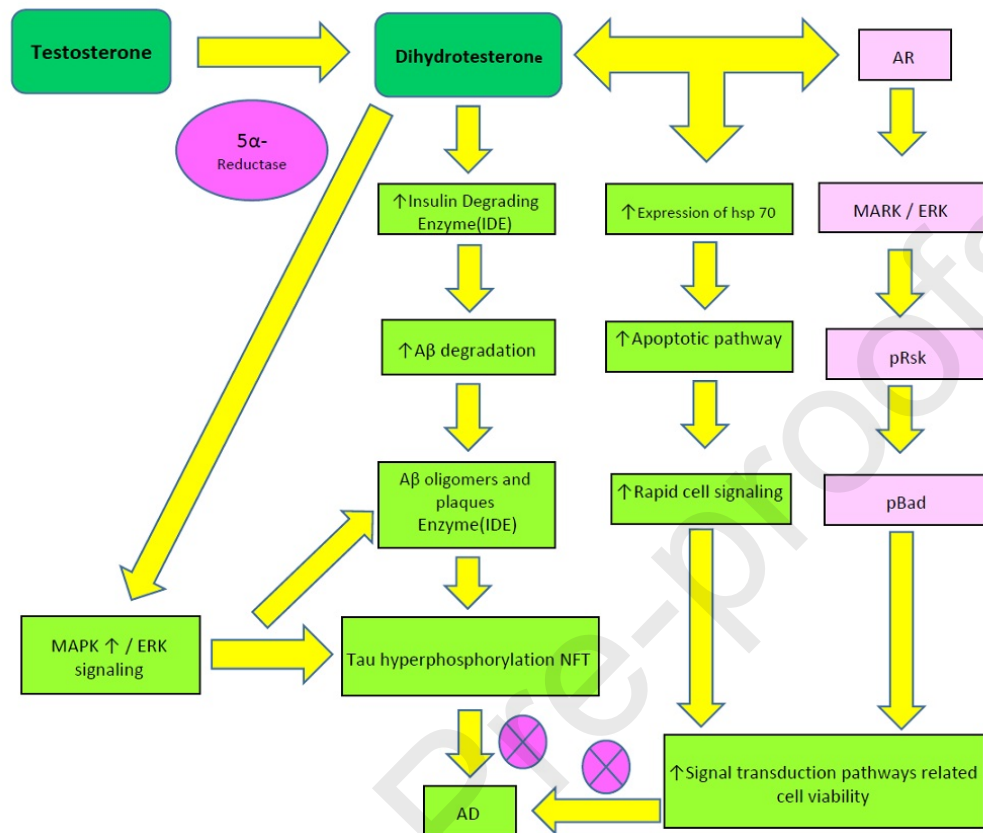 Testosterone
Dihydrotesterone
AR
5α-
Reductase
↑Insulin Degrading
Enzyme(IDE)
↑Expression of hsp 70
MARK / ERK
↑Aβ degradation
↑Apoptotic pathway
pRsk
Aβ oligomers and
plaques
Enzyme(IDE)
↑Rapid cell signaling
pBad
MAPK ↑ / ERK
signaling
Tau hyperphosphorylation NFT
AD
↑Signal transduction pathways related
cell viability
Pre-proofs